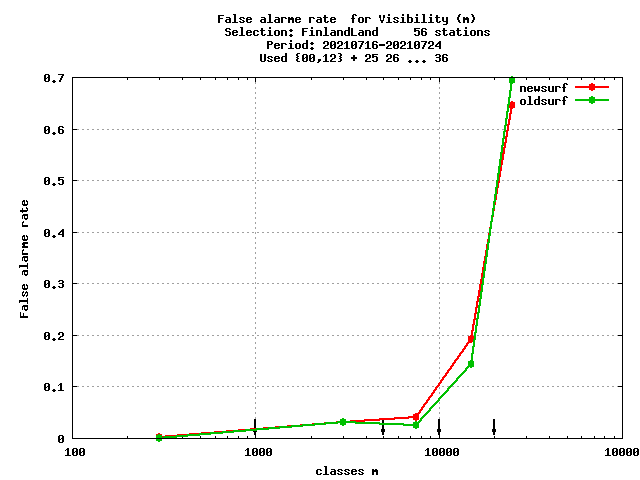 False alarme rate  for Visibility (m)
Selection: FinlandLand     56 stations
Period: 20210716-20210724
Used {00,12} + 25 26 ... 36
newsurf
oldsurf
0.7
0.6
0.5
0.4
0.3
0.2
0.1
0
False alarme rate
100
1000
10000
10000
classes m